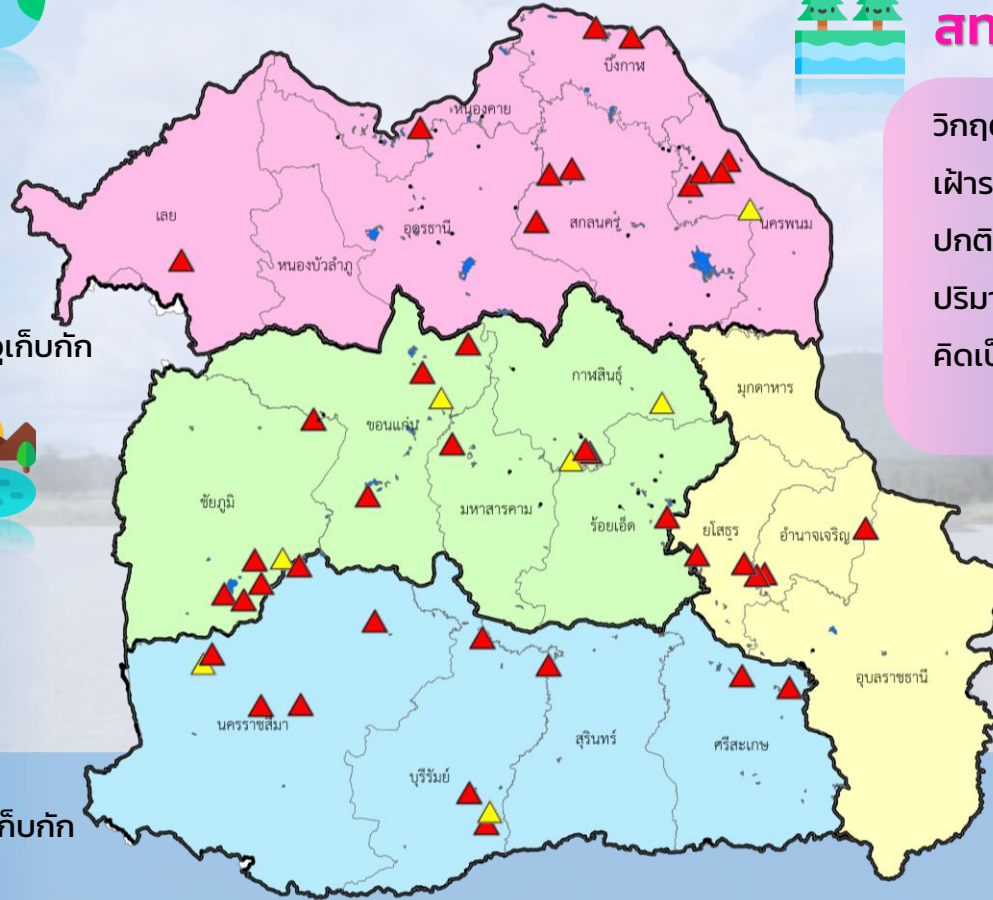 สท
วิกฤต
เฝ้าร
ปกติ
ปริมา
คิดเป็
เก็บกัก
เก็บกัก
บึงกาฬ
หนองคาย
เลย
อุดรธานี
สกลนคร
นครพนม
หนองบัวลำภู
กาฬสินธุ์
มุกดาหาร
ขอนแก่น
ชัยภูมิ
มหาสารคาม
ร้อยเอ็ด
ยโสธร
อำนาจเจริญ
อุบลราชธานี
นครราชสีมา
สุรินทร์
ศรีสะเกษ
บุรีรัมย์